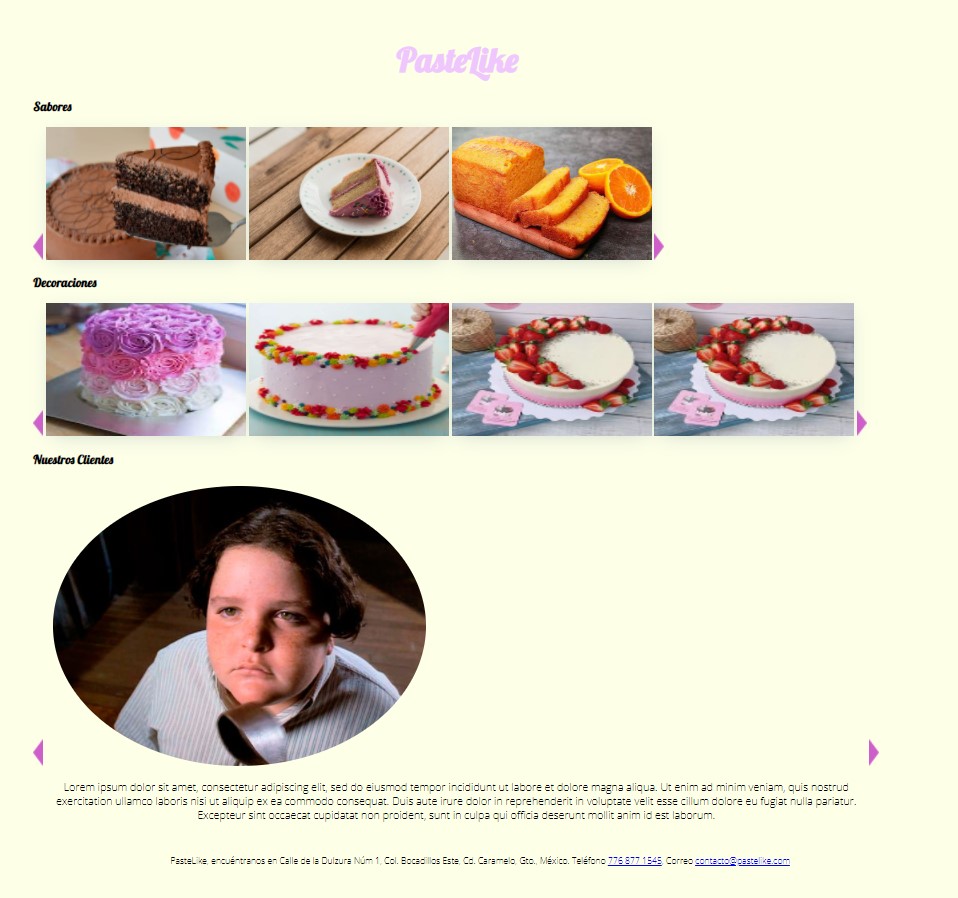 PasteLike
Sabores
Decoraciones
Nuestros Clientes
Lorem ipsum dolor sit amet, consectetur adipiscing elit, sed do eiusmod tempor incididunt ut labore et dolore magna aliqua. Ut enim ad minim veniam, quis nostrud
exercitation ullamco laboris nisi ut aliquip ex ea commodo consequat. Duis aute irure dolor in reprehenderit in voluptate velit esse cillum dolore eu fugiat nulla pariatur.
Excepteur sint occaecat cupidatat non proident, sunt in culpa qui officia deserunt mollit anim id est laborum.
PasteLike, encuéntranos en Calle de la Dulzura Núm 1, Col. Bocadillos Este, Cd. Caramelo, Gto., México. Teléfono 776 877 1545, Correo contacto@pastelike.com